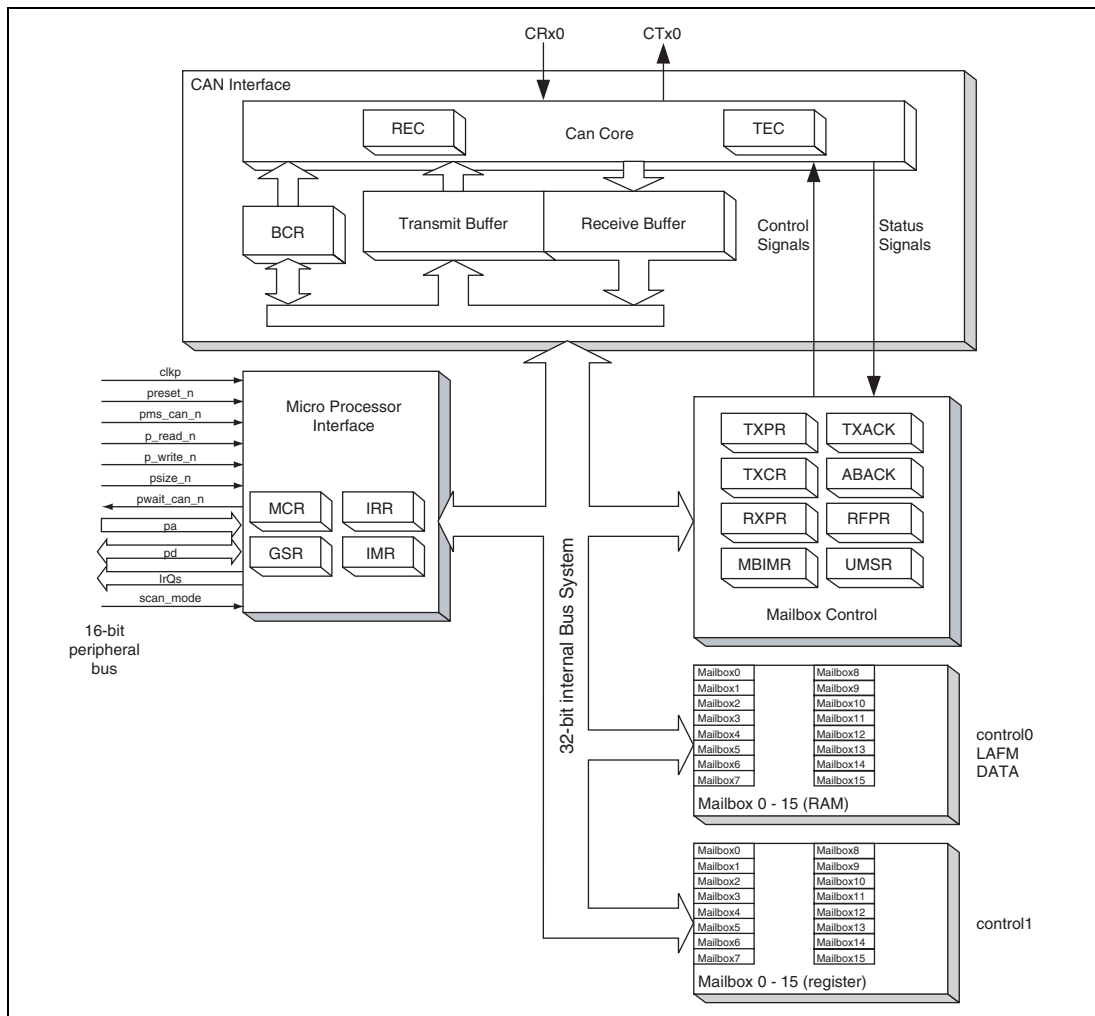 CRx0
CTx0
CAN Interface
REC
Can Core
TEC
BCR
Transmit Buffer
Receive Buffer
Control
Signals
Status
Signals
clkp
preset_n
pms_can_n
p_read_n
p_write_n
psize_n
pwait_can_n
pa
pd
IrQs
scan_mode
16-bit
peripheral
bus
Micro Processor
Interface
MCR
IRR
GSR
IMR
32-bit internal Bus System
TXPR
TXACK
TXCR
ABACK
RXPR
RFPR
MBIMR
UMSR
Mailbox Control
Mailbox0
Mailbox1
Mailbox2
Mailbox3
Mailbox4
Mailbox5
Mailbox6
Mailbox7
Mailbox8
Mailbox9
Mailbox10
Mailbox11
Mailbox12
Mailbox13
Mailbox14
Mailbox15
Mailbox 0 - 15 (RAM)
control0
LAFM
DATA
Mailbox0
Mailbox1
Mailbox2
Mailbox3
Mailbox4
Mailbox5
Mailbox6
Mailbox7
Mailbox8
Mailbox9
Mailbox10
Mailbox11
Mailbox12
Mailbox13
Mailbox14
Mailbox15
Mailbox 0 - 15 (register)
control1